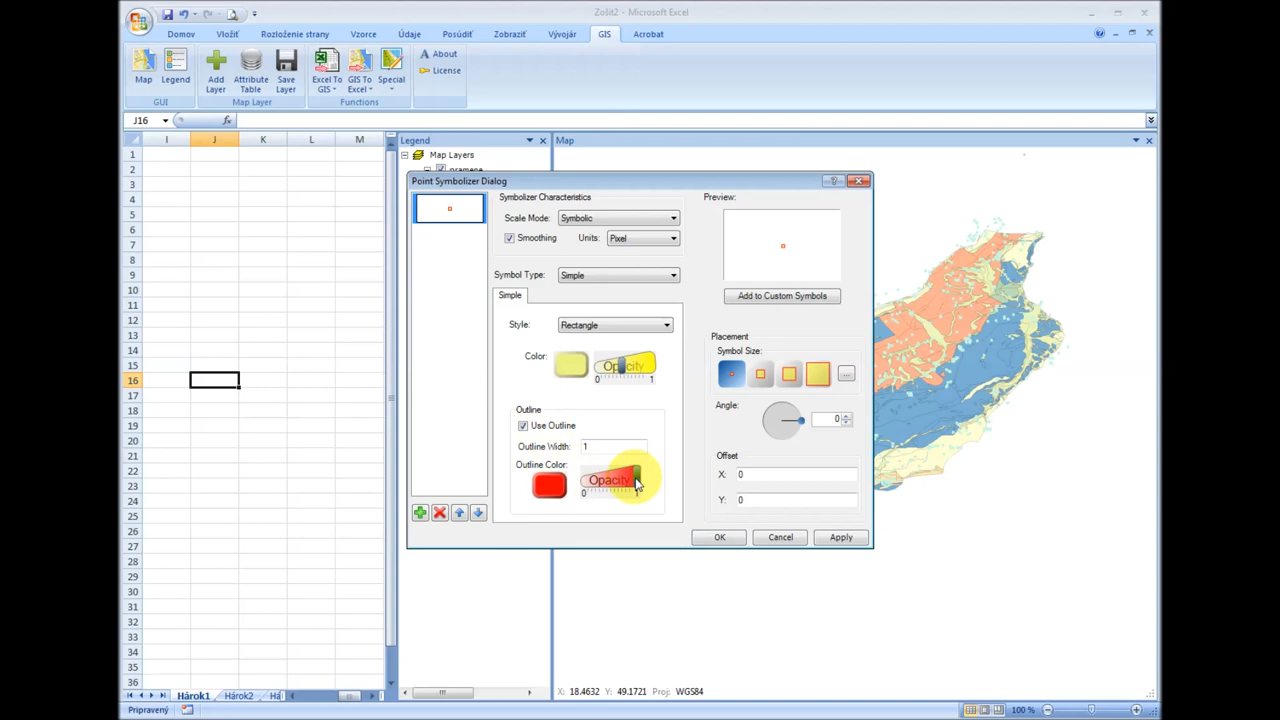 Zošit2 - Microsoft Excel
Domov Vložiť Rozloženie strany Vzorce Údaje Posúdiť Zobraziť Vývojár GIS Acrobat
Map Legend Add Layer Attribute Table Save Layer Excel To GIS GIS To Excel Special About
License
GUI Map Layer Functions
J16 fx
I J K L M
Legend
Map
1
2
3
4
5
6
7
8
9
10
11
12
13
14
15
16
17
18
19
20
21
22
23
24
25
26
27
28
29
30
31
32
33
34
35
36
Map Layers
pramene
Point Symbolizer Dialog
Symbolizer Characteristics
Scale Mode: Symbolic
Smoothing Units: Pixel
Symbol Type: Simple
Simple
Style: Rectangle
Color: Opacity
0 1
Outline
Use Outline
Outline Width: 1
Outline Color: Opacity
0 1
Preview:
Add to Custom Symbols
Placement
Symbol Size:
...
Angle: 0
Offset
X: 0
Y: 0
OK Cancel Apply
Hárok1 Hárok2 Há
X: 18.4632 Y: 49.1721 Proj: WGS84
Pripravený 100 %